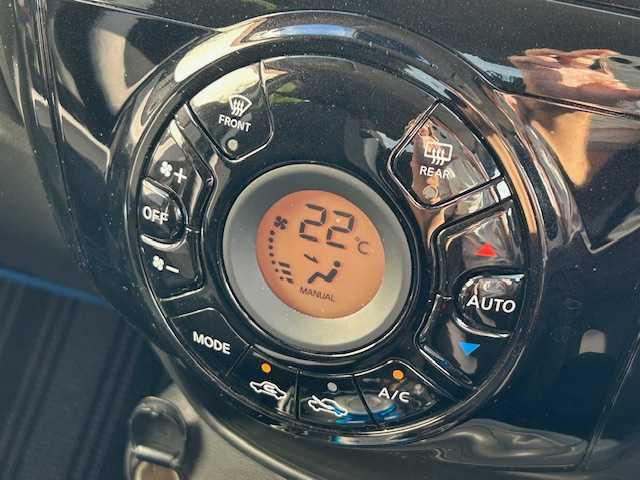 FRONT
REAR
+
OFF
-
22°C
MANUAL
AUTO
MODE
A/C